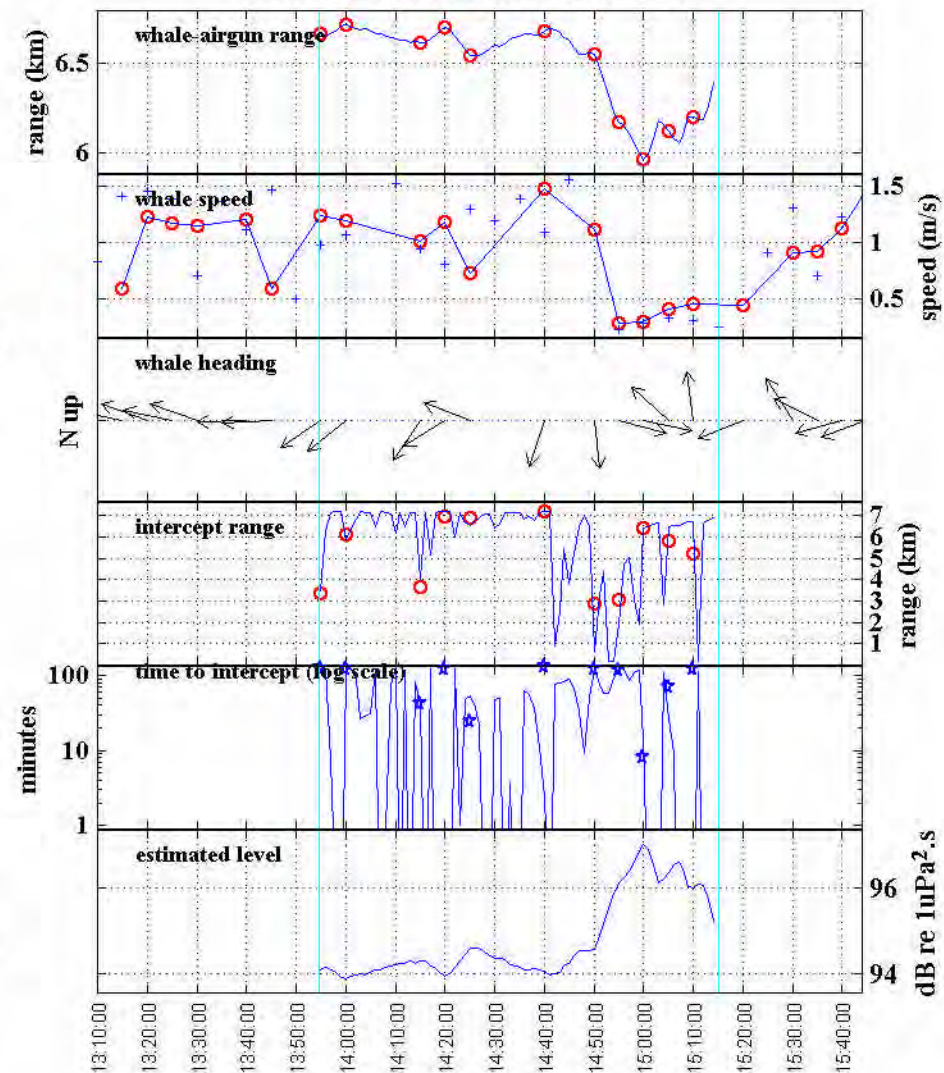 whale-airgun range
range (km)
6.5
6
whale speed
1.5
1
0.5
speed (m/s)
whale heading
N up
intercept range
7
6
5
4
3
2
1
range (km)
time to intercept (log scale)
100
10
1
minutes
estimated level
96
94
dB re 1uPa².s
13:10:00
13:20:00
13:30:00
13:40:00
13:50:00
14:00:00
14:10:00
14:20:00
14:30:00
14:40:00
14:50:00
15:00:00
15:10:00
15:20:00
15:30:00
15:40:00